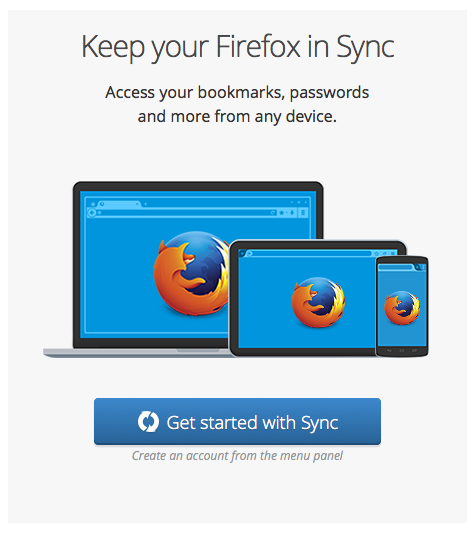 Keep your Firefox in Sync
Access your bookmarks, passwords
and more from any device.
Get started with Sync
Create an account from the menu panel